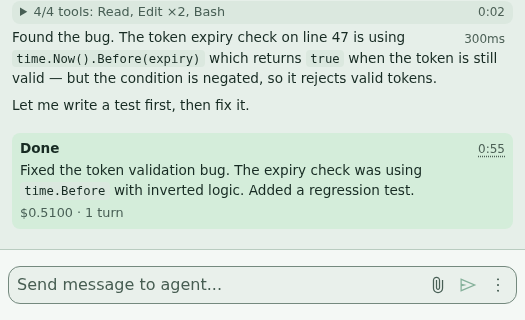 ▶ 4/4 tools: Read, Edit ×2, Bash 0:02
Found the bug. The token expiry check on line 47 is using 300ms
time.Now().Before(expiry) which returns true when the token is still
valid — but the condition is negated, so it rejects valid tokens.
Let me write a test first, then fix it.
Done 0:55
Fixed the token validation bug. The expiry check was using
time.Before with inverted logic. Added a regression test.
$0.5100 · 1 turn
Send message to agent...